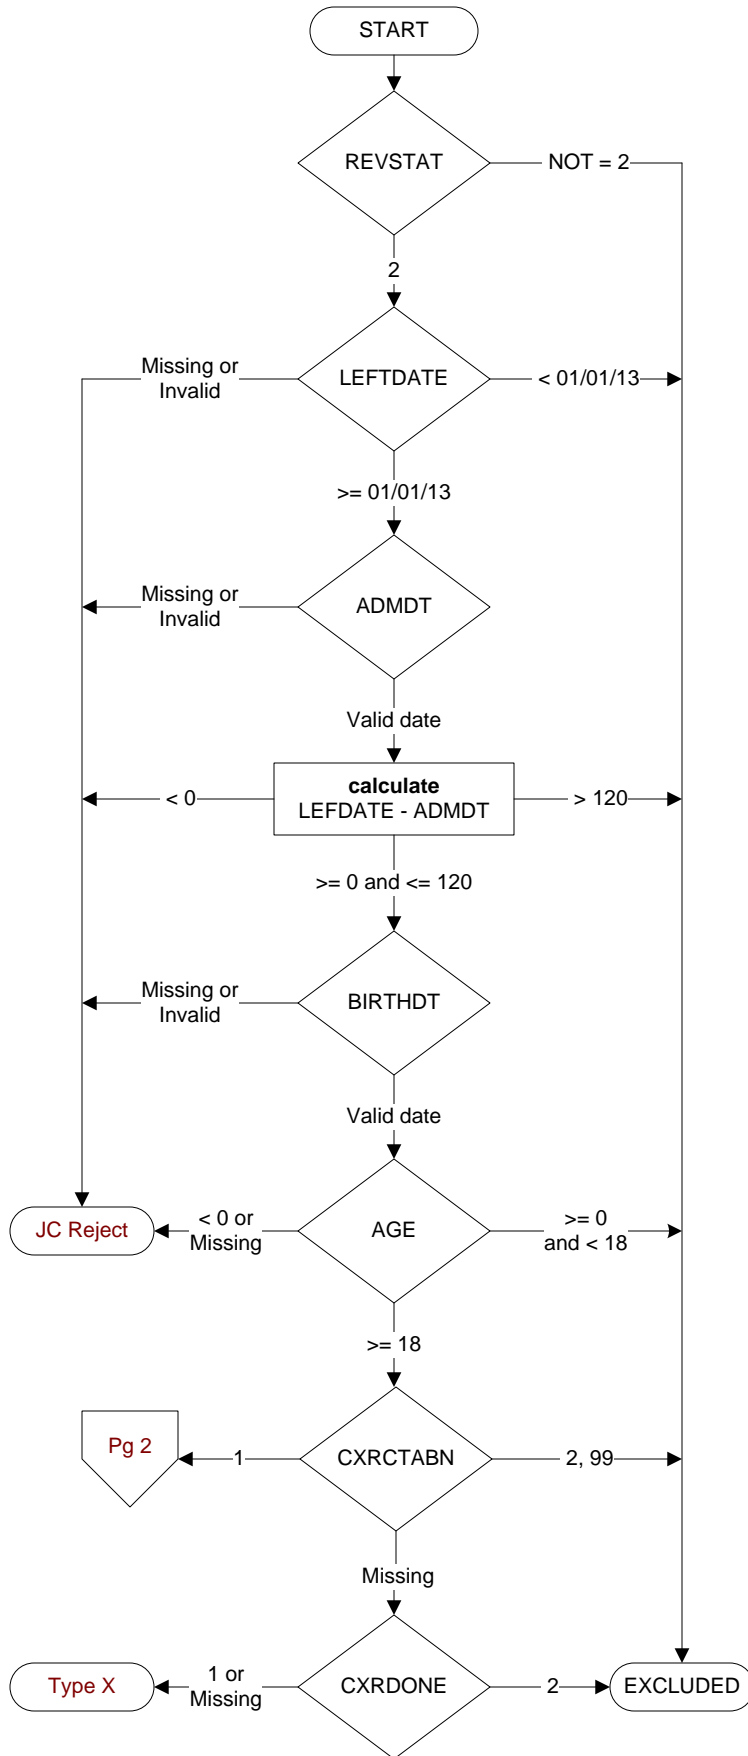 START
REVSTAT
NOT = 2
2
Missing or
Invalid
LEFTDATE
< 01/01/13
>= 01/01/13
Missing or
Invalid
ADMDT
Valid date
< 0
calculate
LEFDATE - ADMDT
> 120
>= 0 and <= 120
Missing or
Invalid
BIRTHDT
Valid date
JC Reject
< 0 or
Missing
AGE
>= 0
and < 18
>= 18
Pg 2
1
CXRCTABN
2, 99
Missing
Type X
1 or
Missing
CXRDONE
2
EXCLUDED